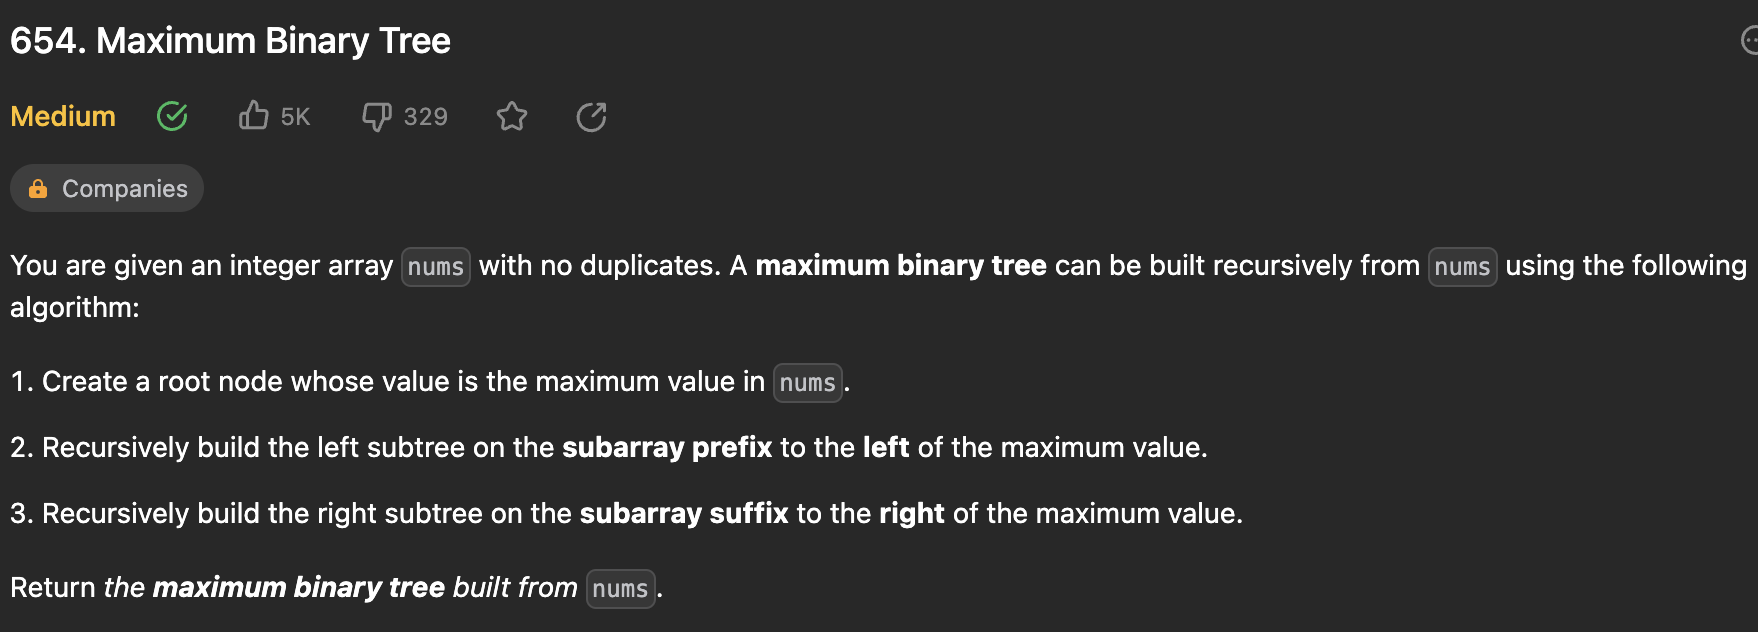 654. Maximum Binary Tree
Medium 5K 329
Companies
You are given an integer array nums with no duplicates. A maximum binary tree can be built recursively from nums using the following
algorithm:
1. Create a root node whose value is the maximum value in nums.
2. Recursively build the left subtree on the subarray prefix to the left of the maximum value.
3. Recursively build the right subtree on the subarray suffix to the right of the maximum value.
Return the maximum binary tree built from nums.